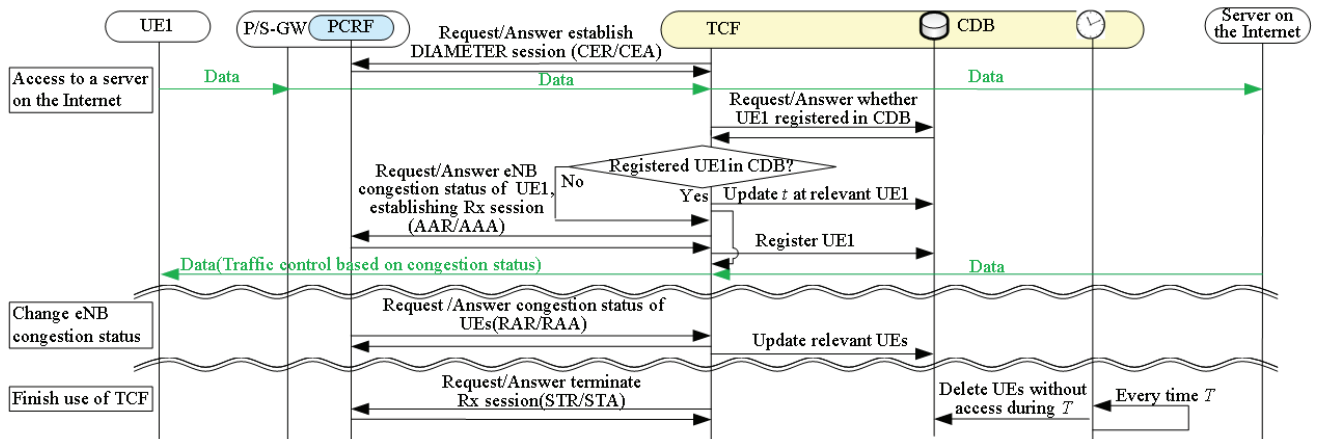 UE1
P/S-GW
PCRF
TCF
CDB
Server on
the Internet
Request/Answer establish
DIAMETER session (CER/CEA)
Access to a server
on the Internet
Data
Data
Data
Request/Answer whether
UE1 registered in CDB
Registered UE1in CDB?
Request/Answer eNB
congestion status of UE1,
establishing Rx session
(AAR/AAA)
No
Yes
Update t at relevant UE1
Register UE1
Data(Traffic control based on congestion status)
Data
Change eNB
congestion status
Request /Answer congestion status of
UEs(RAR/RAA)
Update relevant UEs
Finish use of TCF
Request/Answer terminate
Rx session(STR/STA)
Delete UEs without
access during T
Every time T